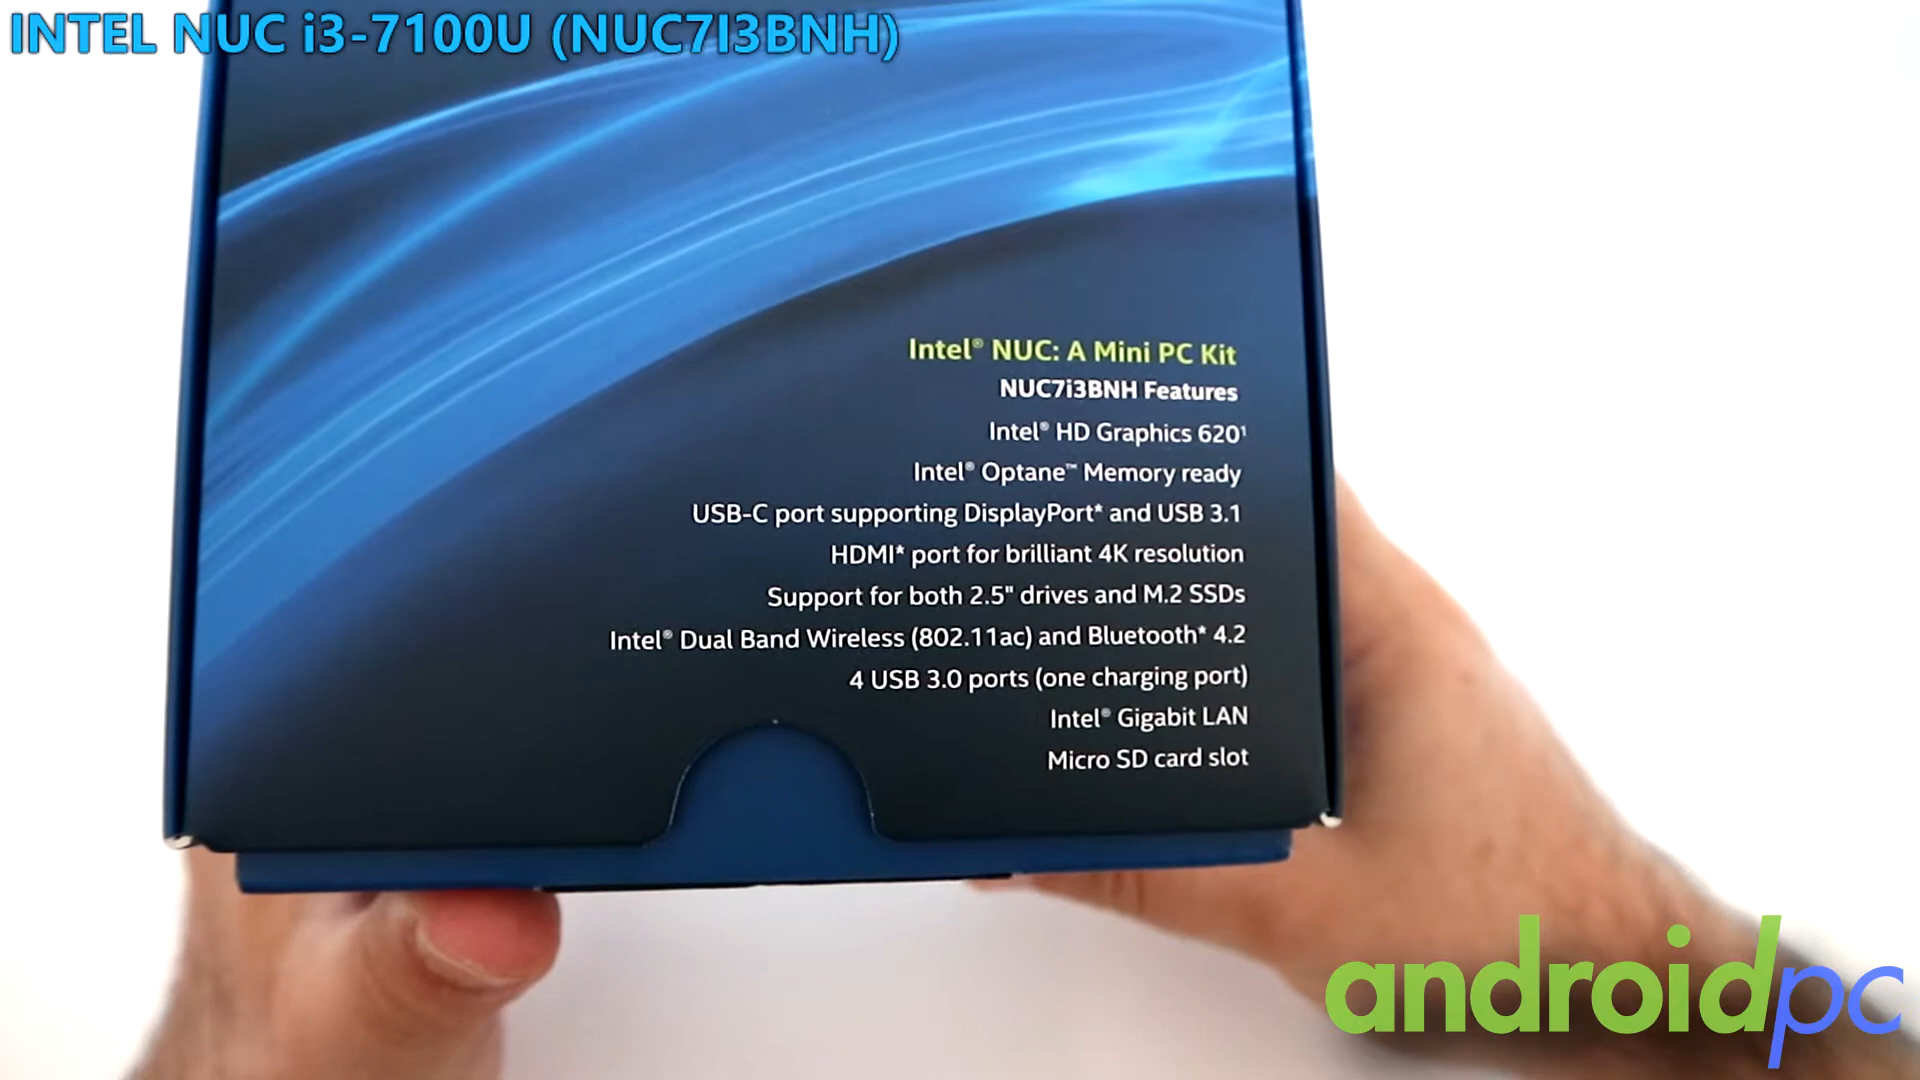 INTEL NUC i3-7100U (NUC7I3BNH)
Intel® NUC: A Mini PC Kit
NUC7i3BNH Features
Intel® HD Graphics 620¹
Intel® Optane™ Memory ready
USB-C port supporting DisplayPort* and USB 3.1
HDMI* port for brilliant 4K resolution
Support for both 2.5" drives and M.2 SSDs
Intel® Dual Band Wireless (802.11ac) and Bluetooth* 4.2
4 USB 3.0 ports (one charging port)
Intel® Gigabit LAN
Micro SD card slot
androidpc